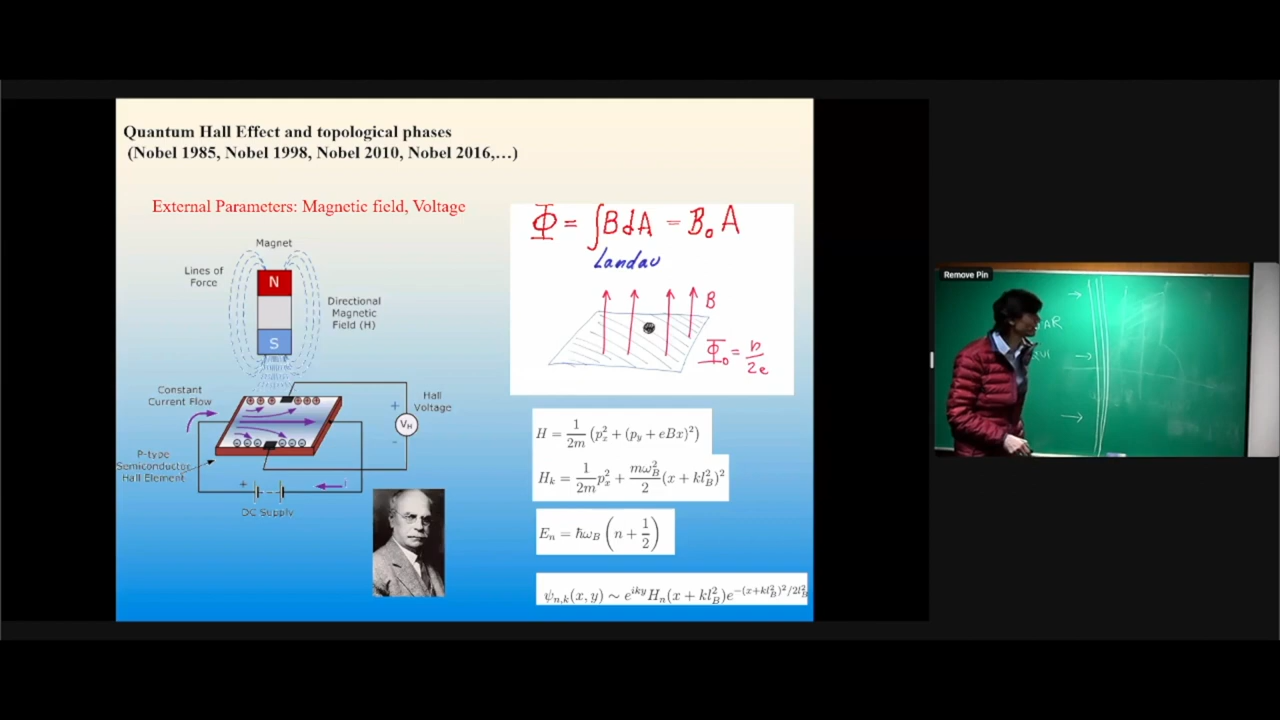 Quantum Hall Effect and topological phases
(Nobel 1985, Nobel 1998, Nobel 2010, Nobel 2016,…)
External Parameters: Magnetic field, Voltage
Magnet
Lines of
Force
N
S
Directional
Magnetic
Field (H)
Constant
Current Flow
Hall
Voltage
+
V_H
-
P-type
Semiconductor
Hall Element
+
DC Supply
Φ = ∫BdA = B₀A
Landau
B
Φ₀ = h/2e
H = 1/2m (p_x² + (p_y + eBx)²)
H_k = 1/2m p_x² + mω_B²/2 (x + kl_B²)²
E_n = ħω_B (n + 1/2)
ψ_{n,k}(x, y) ~ e^{iky} H_n(x + kl_B²)e^{-(x+kl_B²)²/2l_B²}
Remove Pin